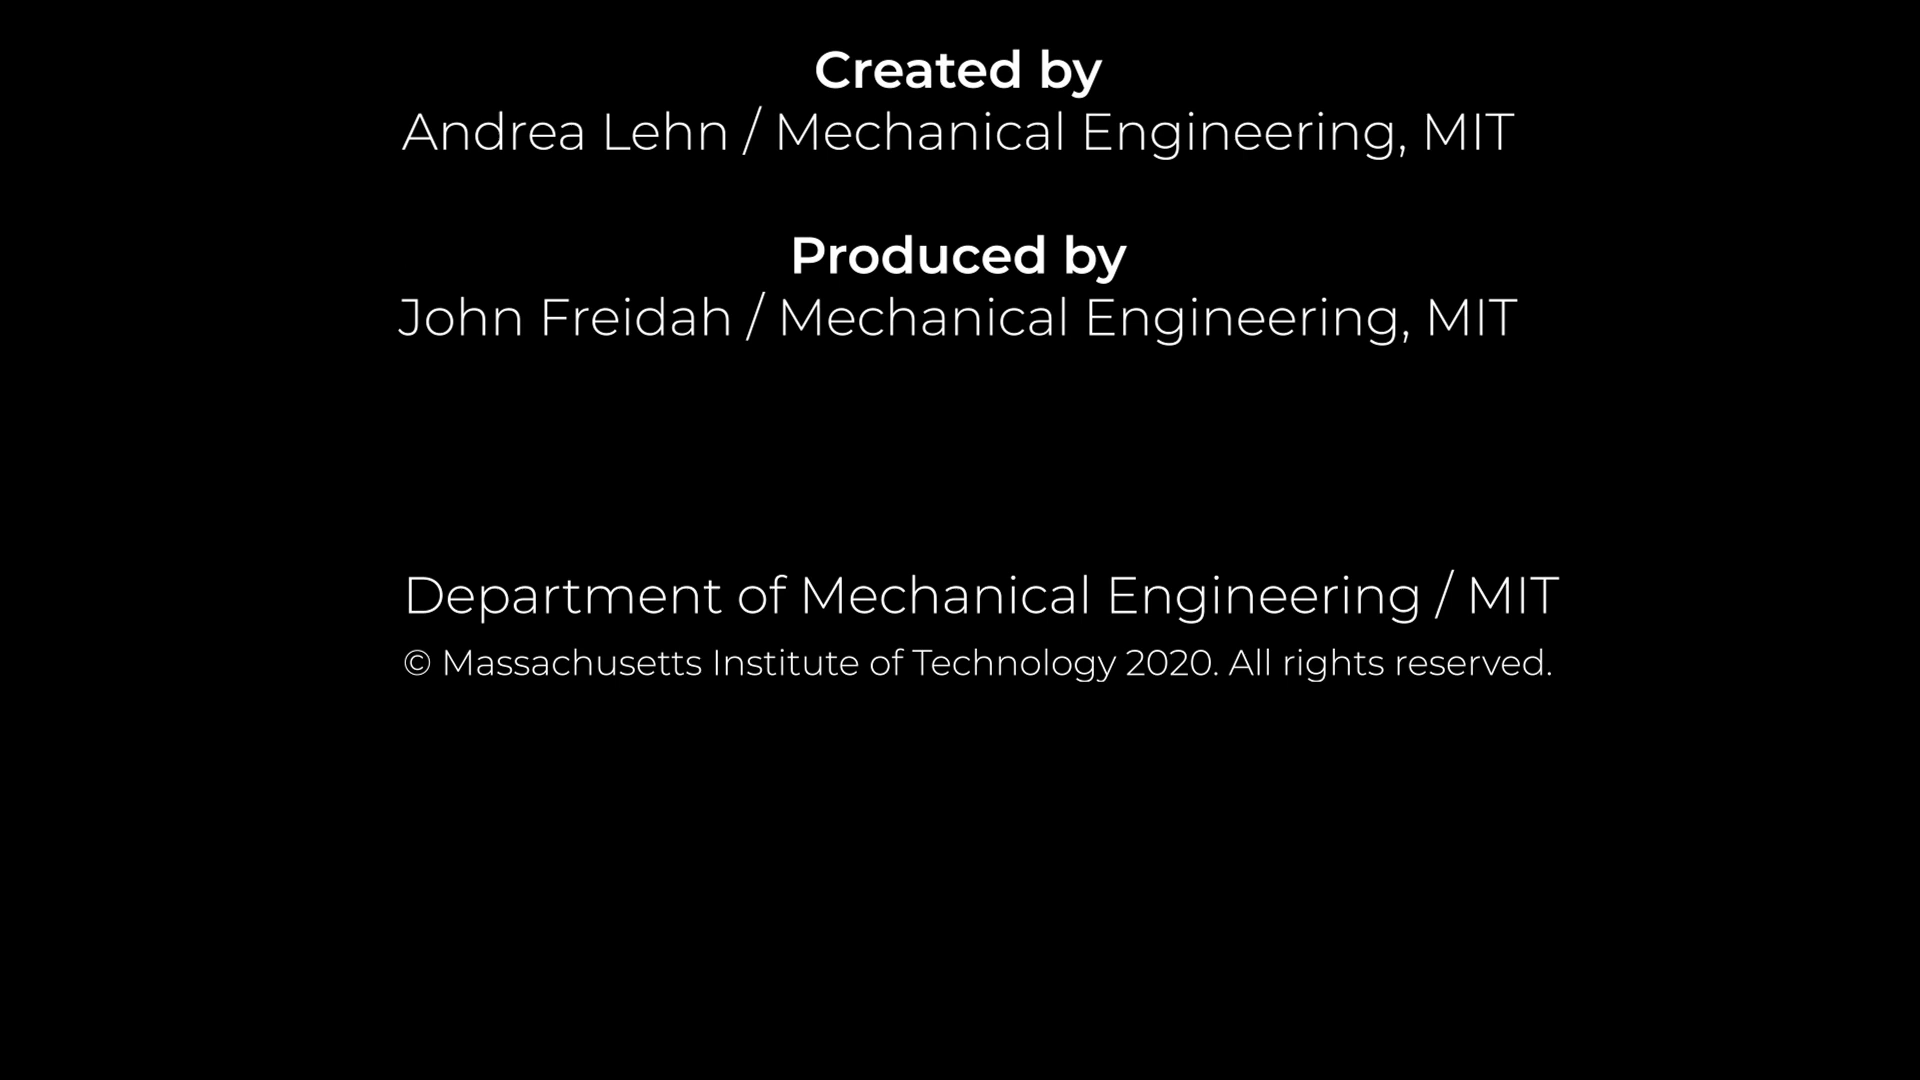 Created by
Andrea Lehn / Mechanical Engineering, MIT
Produced by
John Freidah / Mechanical Engineering, MIT
Department of Mechanical Engineering / MIT
© Massachusetts Institute of Technology 2020. All rights reserved.